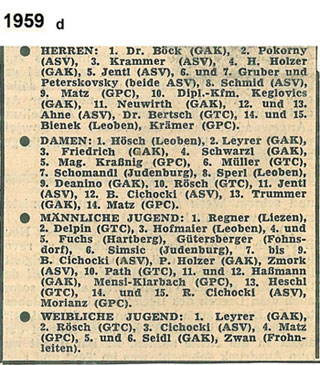 1959 d
HERREN: 1. Dr. Böck (GAK), 2. Pokorny
(ASV), 3. Krammer (ASV), 4. H. Holzer
(GAK), 5. Jentl (ASV), 6. und 7. Gruber und
Peterskovsky (beide ASV), 8. Schmid (ASV),
9. Matz (GPC), 10. Dipl.-Kfm. Keglovics
(GAK), 11. Neuwirth (GAK), 12. und 13.
Ahne (ASV), Dr. Bertsch (GTC), 14. und 15.
Bienek (Leoben), Krämer (GPC).
DAMEN: 1. Hösch (Leoben), 2. Leyrer (GAK),
3. Friedrich (GAK), 4. Schwarzl (GAK),
5. Mag. Kraßnig (GPC), 6. Müller (GTC),
7. Schomandl (Judenburg), 8. Sperl (Leoben),
9. Deanino (GAK), 10. Rösch (GTC), 11. Jentl
(ASV), 12. B. Cichocki (ASV), 13. Trummer
(GAK), 14. Matz (GPC).
MÄNNLICHE JUGEND: 1. Regner (Liezen),
2. Delpin (GTC), 3. Hofmaier (Leoben), 4. und
5. Fuchs (Hartberg), Gütersberger (Fohns-
dorf), 6. Simsic (Judenburg), 7. bis 9.
B. Cichocki (ASV), P. Holzer (GAK), Zmork
(ASV), 10. Path (GTC), 11. und 12. Haßmann
(GAK), Mensi-Klarbach (GPC), 13. Heschl
(GTC), 14. und 15. R. Cichocki (ASV),
Morianz (GPC).
WEIBLICHE JUGEND: 1. Leyrer (GAK),
2. Rösch (GTC), 3. Cichocki (ASV), 4. Matz
(GPC), 5. und 6. Seidl (GAK), Zwan (Frohn-
leiten).